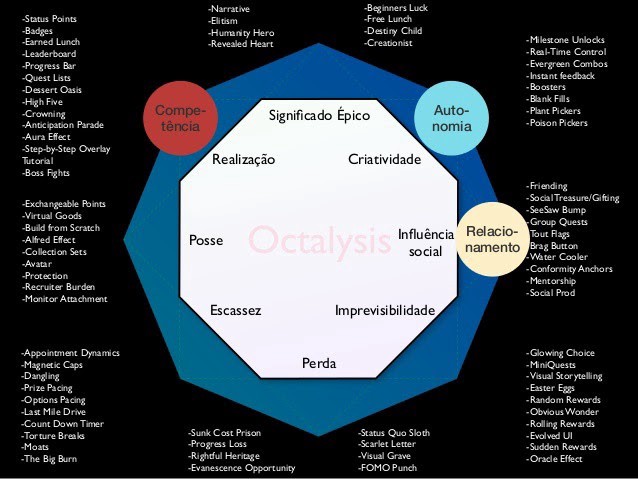 -Narrative
-Elitism
-Humanity Hero
-Revealed Heart
-Beginners Luck
-Free Lunch
-Destiny Child
-Creationist
-Status Points
-Badges
-Earned Lunch
-Leaderboard
-Progress Bar
-Quest Lists
-Dessert Oasis
-High Five
-Crowning
-Anticipation Parade
-Aura Effect
-Step-by-Step Overlay
Tutorial
-Boss Fights
-Milestone Unlocks
-Real-Time Control
-Evergreen Combos
-Instant feedback
-Boosters
-Blank Fills
-Plant Pickers
-Poison Pickers
Compe-
tência
Auto-
nomia
Significado Épico
Realização
Criatividade
-Exchangeable Points
-Virtual Goods
-Build from Scratch
-Alfred Effect
-Collection Sets
-Avatar
-Protection
-Recruiter Burden
-Monitor Attachment
Posse
Octalysis
Influência
social
Relacio-
namento
-Friending
-Social Treasure/Gifting
-SeeSaw Bump
-Group Quests
-Tout Flags
-Brag Button
-Water Cooler
-Conformity Anchors
-Mentorship
-Social Prod
Escassez
Imprevisibilidade
Perda
-Appointment Dynamics
-Magnetic Caps
-Dangling
-Prize Pacing
-Options Pacing
-Last Mile Drive
-Count Down Timer
-Torture Breaks
-Moats
-The Big Burn
-Glowing Choice
-MiniQuests
-Visual Storytelling
-Easter Eggs
-Random Rewards
-Obvious Wonder
-Rolling Rewards
-Evolved UI
-Sudden Rewards
-Oracle Effect
-Sunk Cost Prison
-Progress Loss
-Rightful Heritage
-Evanescence Opportunity
-Status Quo Sloth
-Scarlet Letter
-Visual Grave
-FOMO Punch